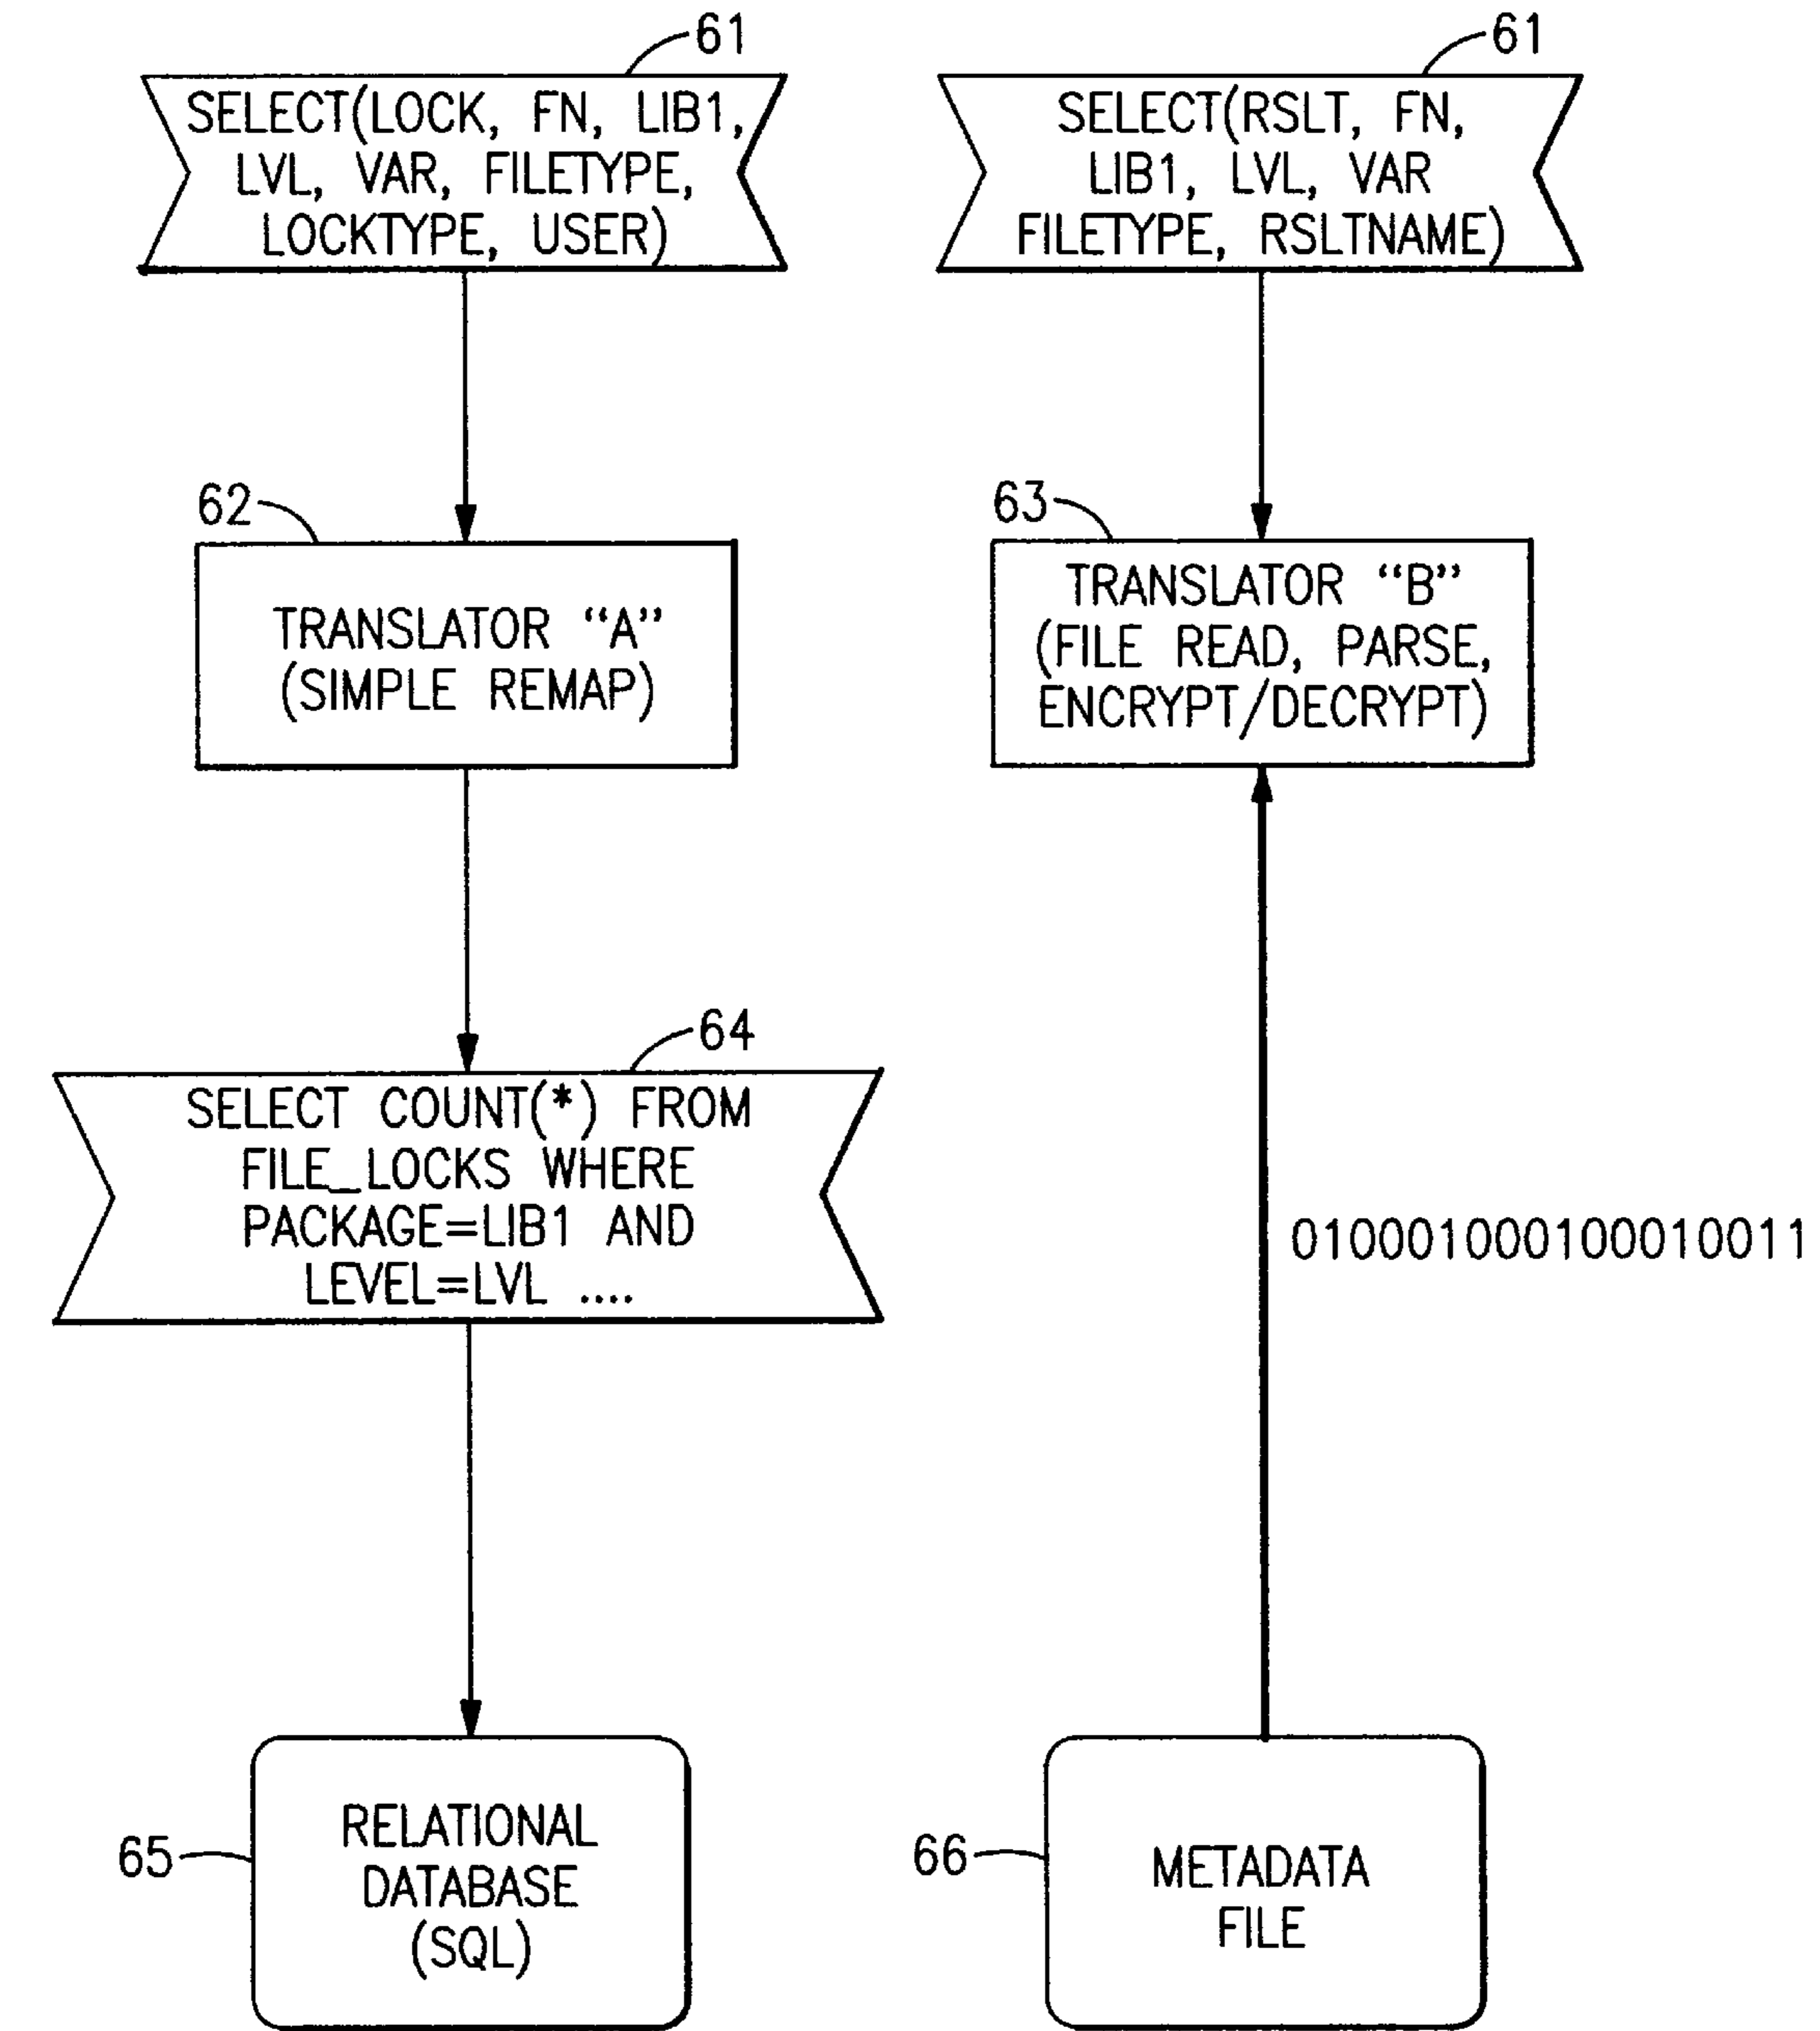 61
SELECT(LOCK, FN, LIB1,
LVL, VAR, FILETYPE,
LOCKTYPE, USER)
61
SELECT(RSLT, FN,
LIB1, LVL, VAR
FILETYPE, RSLTNAME)
62
TRANSLATOR "A"
(SIMPLE REMAP)
63
TRANSLATOR "B"
(FILE READ, PARSE,
ENCRYPT/DECRYPT)
64
SELECT COUNT(*) FROM
FILE_LOCKS WHERE
PACKAGE=LIB1 AND
LEVEL=LVL ....
010001000100010011
65
RELATIONAL
DATABASE
(SQL)
66
METADATA
FILE